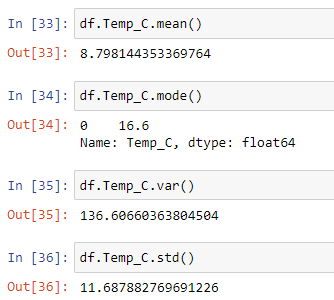 In [33]: df.Temp_C.mean()
Out[33]: 8.798144353369764
In [34]: df.Temp_C.mode()
Out[34]: 0    16.6
Name: Temp_C, dtype: float64
In [35]: df.Temp_C.var()
Out[35]: 136.60660363804504
In [36]: df.Temp_C.std()
Out[36]: 11.687882769691226